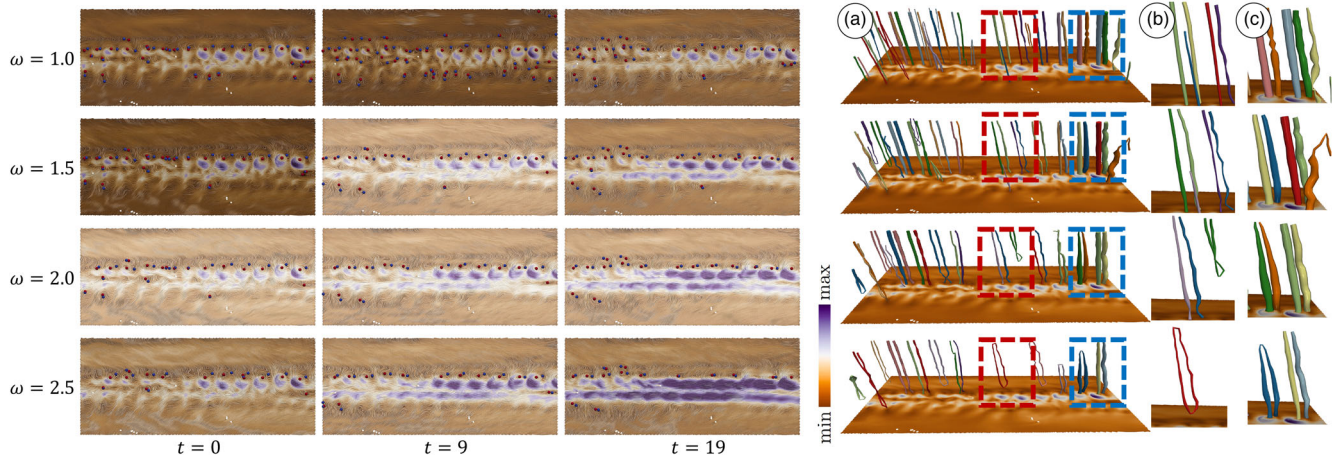 (a)
(b)
(c)
ω = 1.0
ω = 1.5
ω = 2.0
ω = 2.5
t = 0
t = 9
t = 19
max
min